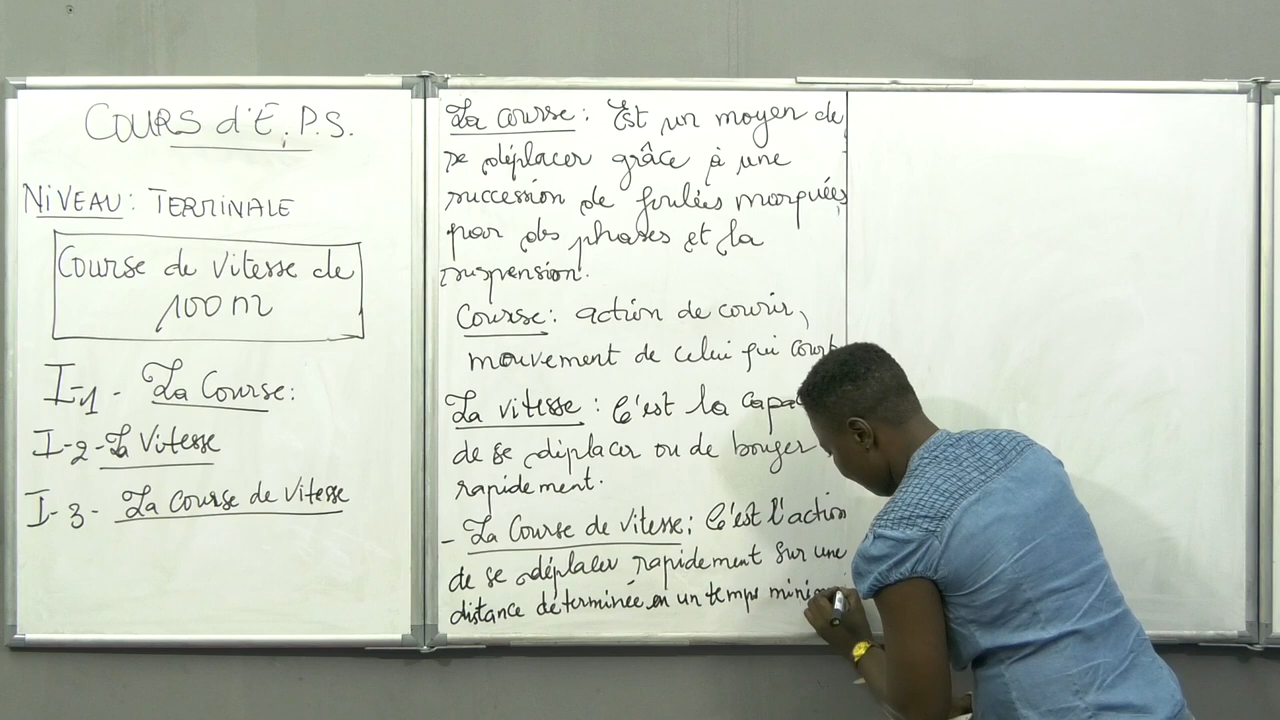 COURS d'E.P.S.
NIVEAU: TERMINALE
Course de vitesse de
100m
I-1 - La Course:
I-2- La Vitesse
I-3- La Course de Vitesse
La course : Est un moyen de
se déplacer grâce à une
succession de foulées marquées
par des phases et la
suspension.
Course : action de courir,
mouvement de celui qui court
La vitesse : C'est la
de se déplacer ou de bouger
rapidement.
- La Course de vitesse; C'est l'action
de se déplacer rapidement sur une
distance déterminée en un temps